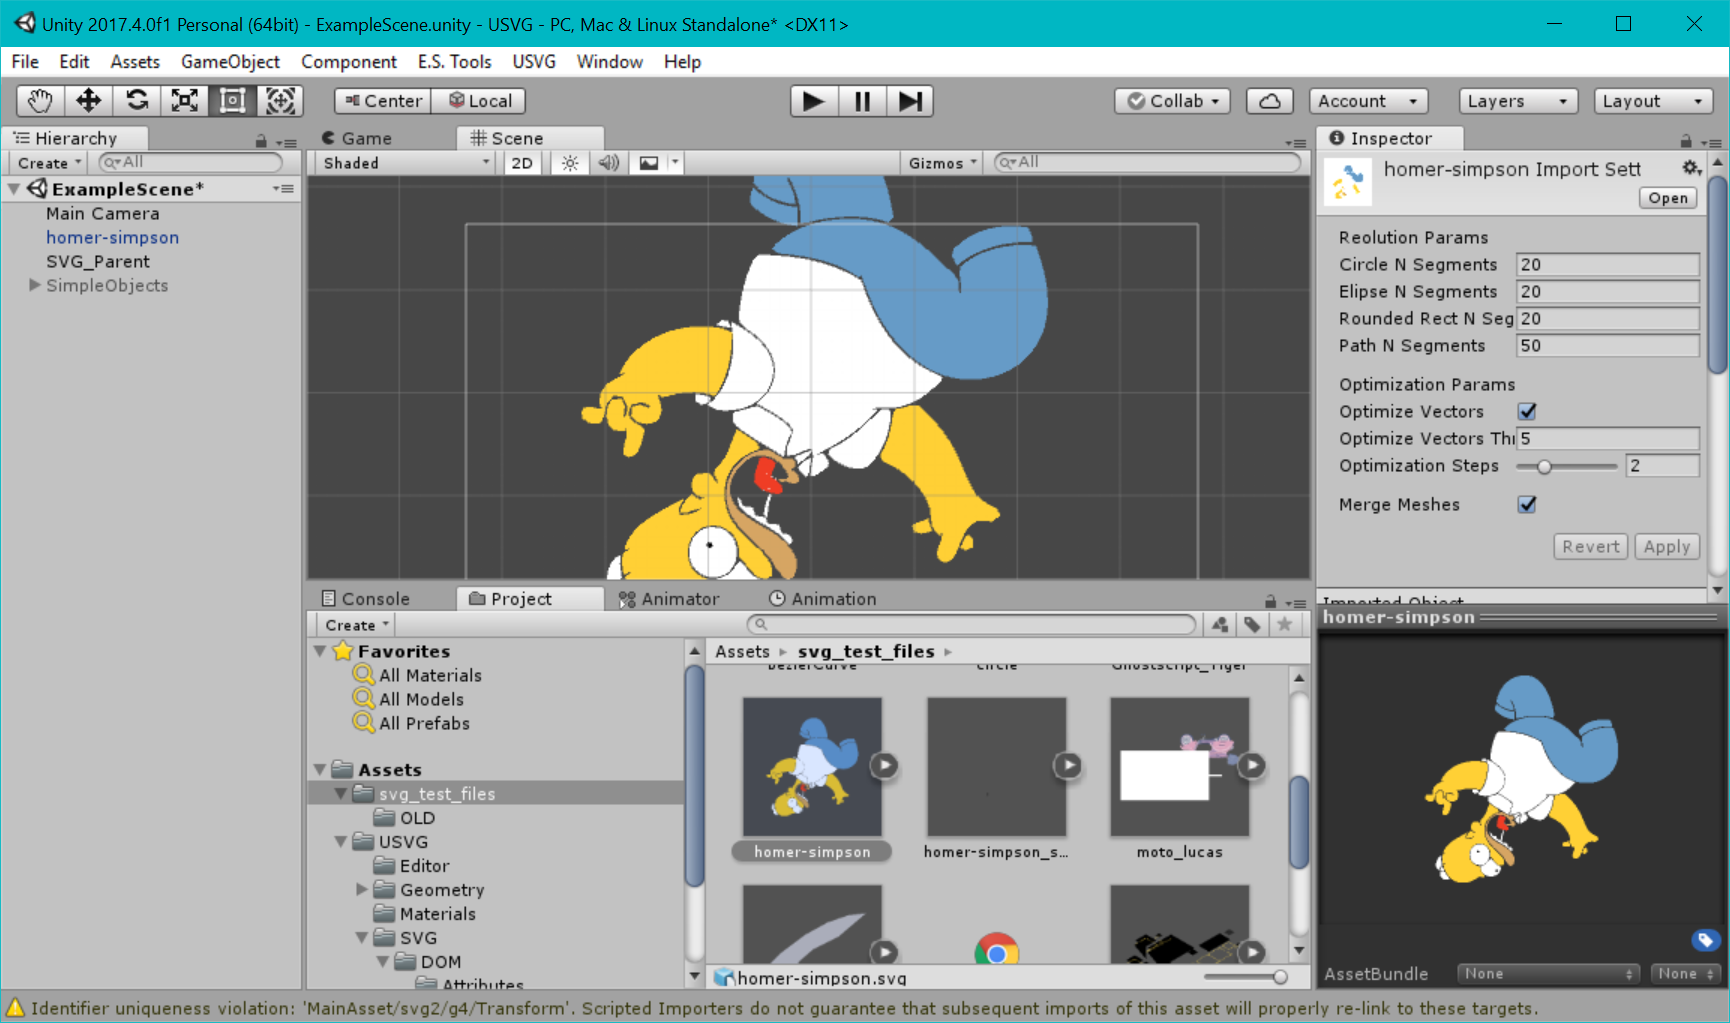 Unity 2017.4.0f1 Personal (64bit) - ExampleScene.unity - USVG - PC, Mac & Linux Standalone* <DX11>
File Edit Assets GameObject Component E.S. Tools USVG Window Help
Center Local Collab Account Layers Layout
Hierarchy
Create All
ExampleScene*
Main Camera
homer-simpson
SVG_Parent
SimpleObjects
Game Scene
Shaded 2D Gizmos All
Inspector
homer-simpson Import Sett
Open
Reolution Params
Circle N Segments 20
Elipse N Segments 20
Rounded Rect N Seg 20
Path N Segments 50
Optimization Params
Optimize Vectors
Optimize Vectors Thr 5
Optimization Steps 2
Merge Meshes
Revert Apply
Imported Object
Console Project Animator Animation
Create
Favorites
All Materials
All Models
All Prefabs
Assets
svg_test_files
OLD
USVG
Editor
Geometry
Materials
SVG
DOM
Attributes
Assets svg_test_files
BezierCurve circle Ghostscript_Tiger
homer-simpson homer-simpson_s... moto_lucas
homer-simpson.svg
homer-simpson
AssetBundle None None
Identifier uniqueness violation: 'MainAsset/svg2/g4/Transform'. Scripted Importers do not guarantee that subsequent imports of this asset will properly re-link to these targets.